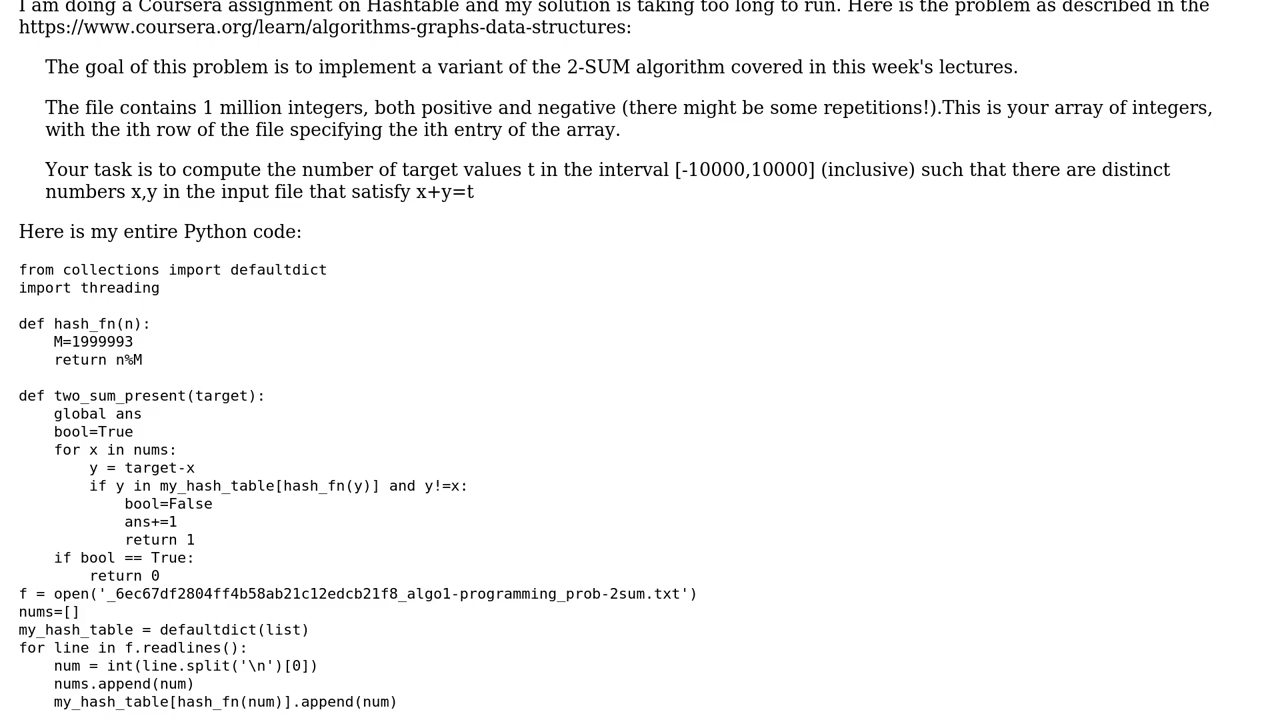 I am doing a Coursera assignment on Hashtable and my solution is taking too long to run. Here is the problem as described in the
https://www.coursera.org/learn/algorithms-graphs-data-structures:
The goal of this problem is to implement a variant of the 2-SUM algorithm covered in this week's lectures.
The file contains 1 million integers, both positive and negative (there might be some repetitions!).This is your array of integers,
with the ith row of the file specifying the ith entry of the array.
Your task is to compute the number of target values t in the interval [-10000,10000] (inclusive) such that there are distinct
numbers x,y in the input file that satisfy x+y=t
Here is my entire Python code:
from collections import defaultdict
import threading
def hash_fn(n):
    M=1999993
    return n%M
def two_sum_present(target):
    global ans
    bool=True
    for x in nums:
        y = target-x
        if y in my_hash_table[hash_fn(y)] and y!=x:
            bool=False
            ans+=1
            return 1
    if bool == True:
        return 0
f = open('_6ec67df2804ff4b58ab21c12edcb21f8_algo1-programming_prob-2sum.txt')
nums=[]
my_hash_table = defaultdict(list)
for line in f.readlines():
    num = int(line.split('\n')[0])
    nums.append(num)
    my_hash_table[hash_fn(num)].append(num)